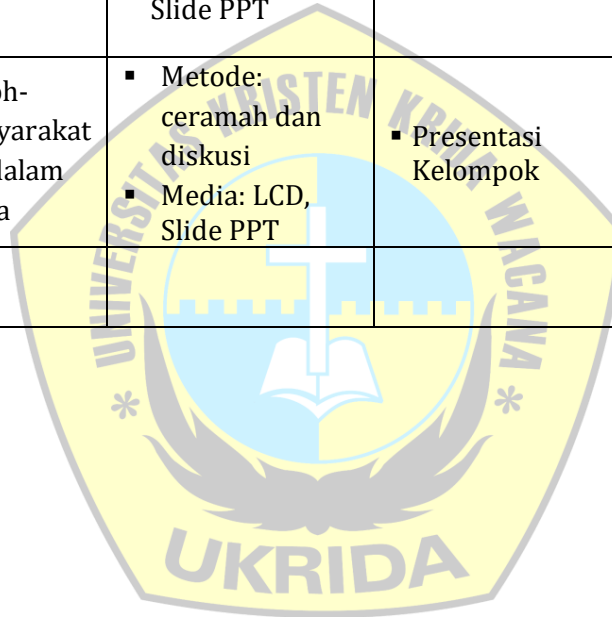 Slide PPT
oh-
yarakat
dalam
a
▪ Metode:
ceramah dan
diskusi
▪ Media: LCD,
Slide PPT
▪ Presentasi
Kelompok
* UNIVERSITAS KRISTEN KRIDA WACANA *
UKRIDA